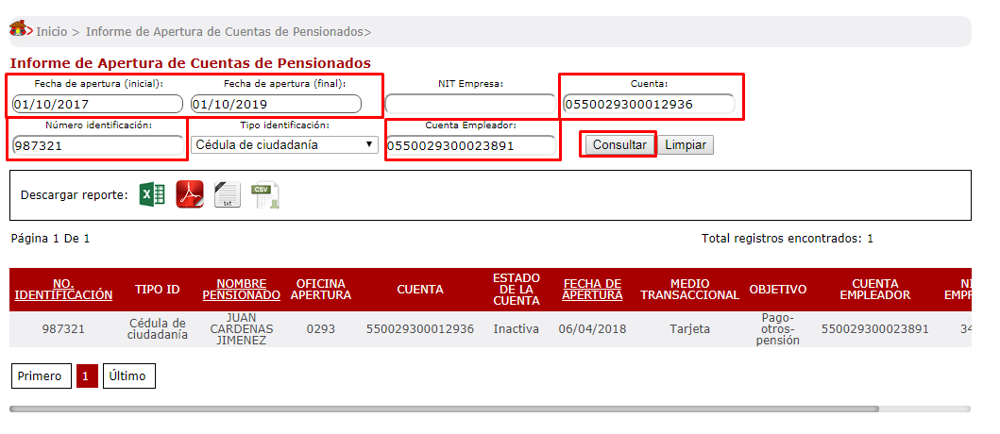 Inicio > Informe de Apertura de Cuentas de Pensionados>
Informe de Apertura de Cuentas de Pensionados
Fecha de apertura (inicial): Fecha de apertura (final): NIT Empresa: Cuenta:
01/10/2017 01/10/2019 0550029300012936
Número identificación: Tipo identificación: Cuenta Empleador:
987321 Cédula de ciudadanía 0550029300023891 Consultar Limpiar
Descargar reporte: txt CSV
Página 1 De 1 Total registros encontrados: 1
NO. IDENTIFICACIÓN TIPO ID NOMBRE PENSIONADO OFICINA APERTURA CUENTA ESTADO DE LA CUENTA FECHA DE APERTURA MEDIO TRANSACCIONAL OBJETIVO CUENTA EMPLEADOR
987321 Cédula de ciudadanía JUAN CARDENAS JIMENEZ 0293 550029300012936 Inactiva 06/04/2018 Tarjeta Pago-otros-pensión 550029300023891 34
Primero 1 Último